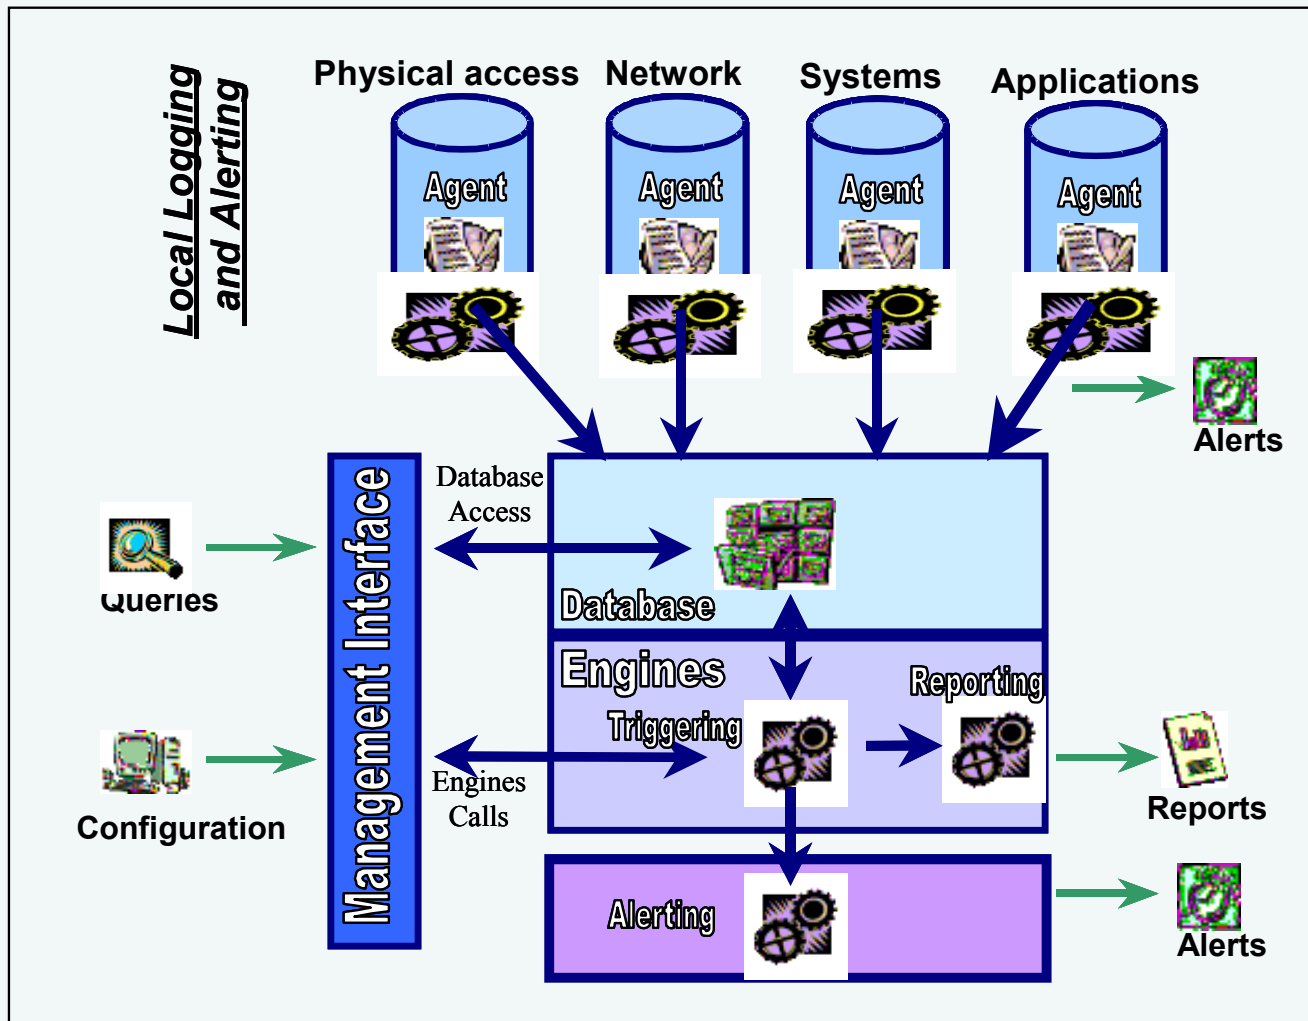 Local Logging
and Alerting
Physical access
Network
Systems
Applications
Agent
Agent
Agent
Agent
Alerts
Management Interface
Database
Access
Queries
Database
Engines
Reporting
Triggering
Engines
Calls
Configuration
Reports
Alerting
Alerts